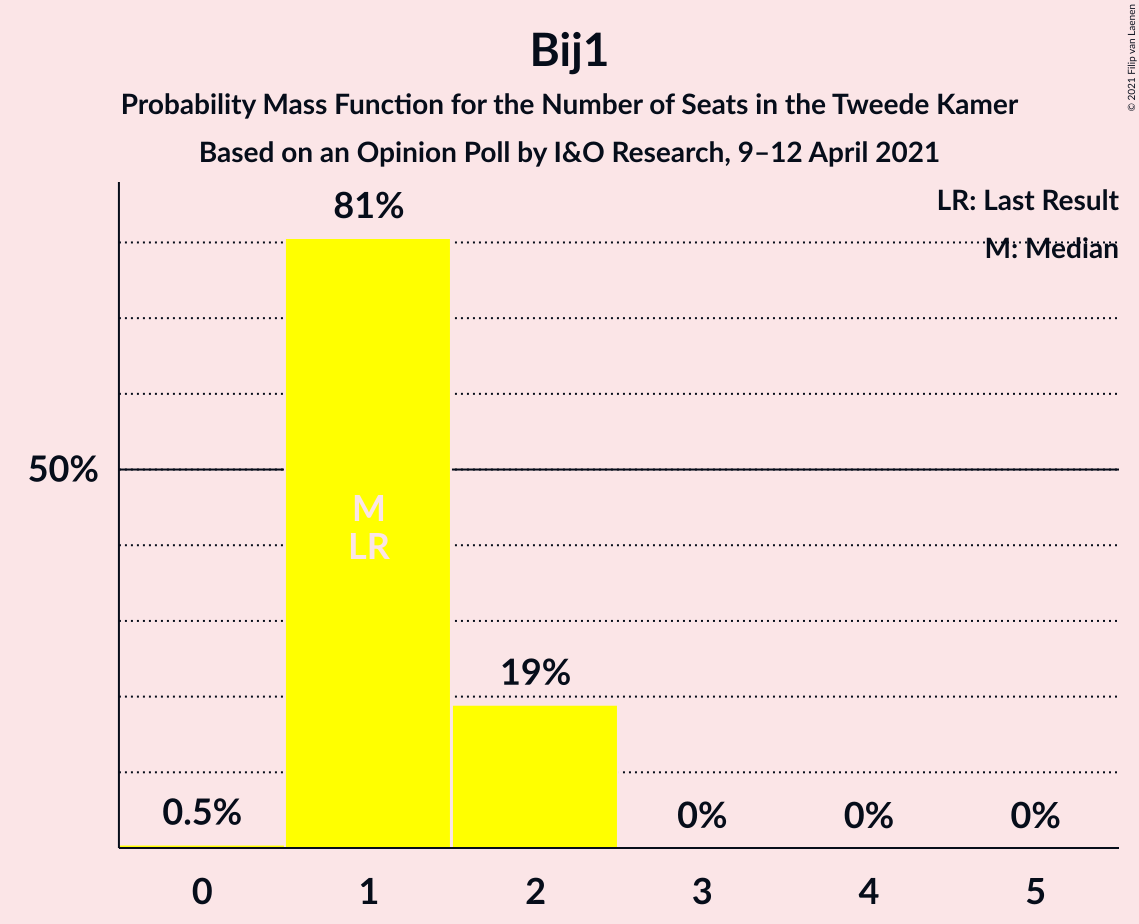 Bij1
Probability Mass Function for the Number of Seats in the Tweede Kamer
Based on an Opinion Poll by I&O Research, 9–12 April 2021
© 2021 Filip van Laenen
LR: Last Result
M: Median
81%
50%
M
LR
19%
0.5%
0%
0%
0%
0
1
2
3
4
5